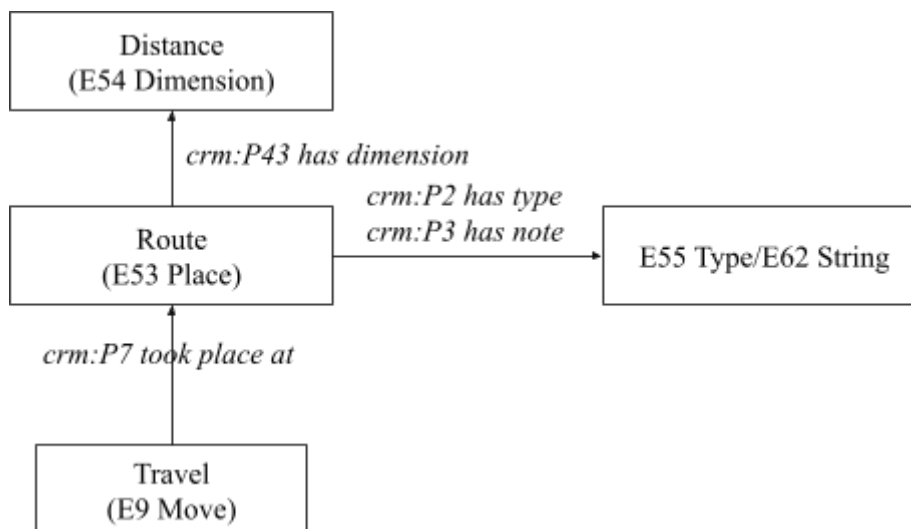 Distance
(E54 Dimension)
crm:P43 has dimension
crm:P2 has type
crm:P3 has note
Route
(E53 Place)
E55 Type/E62 String
crm:P7 took place at
Travel
(E9 Move)